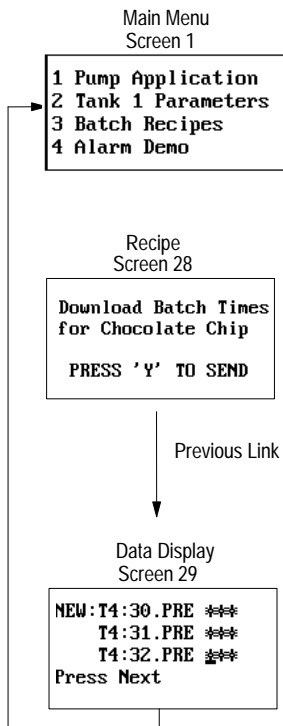 Main Menu
Screen 1
1 Pump Application
2 Tank 1 Parameters
3 Batch Recipes
4 Alarm Demo
Recipe
Screen 28
Download Batch Times
for Chocolate Chip
PRESS 'Y' TO SEND
Previous Link
Data Display
Screen 29
NEW:T4:30.PRE ***
T4:31.PRE ***
T4:32.PRE ***
Press Next